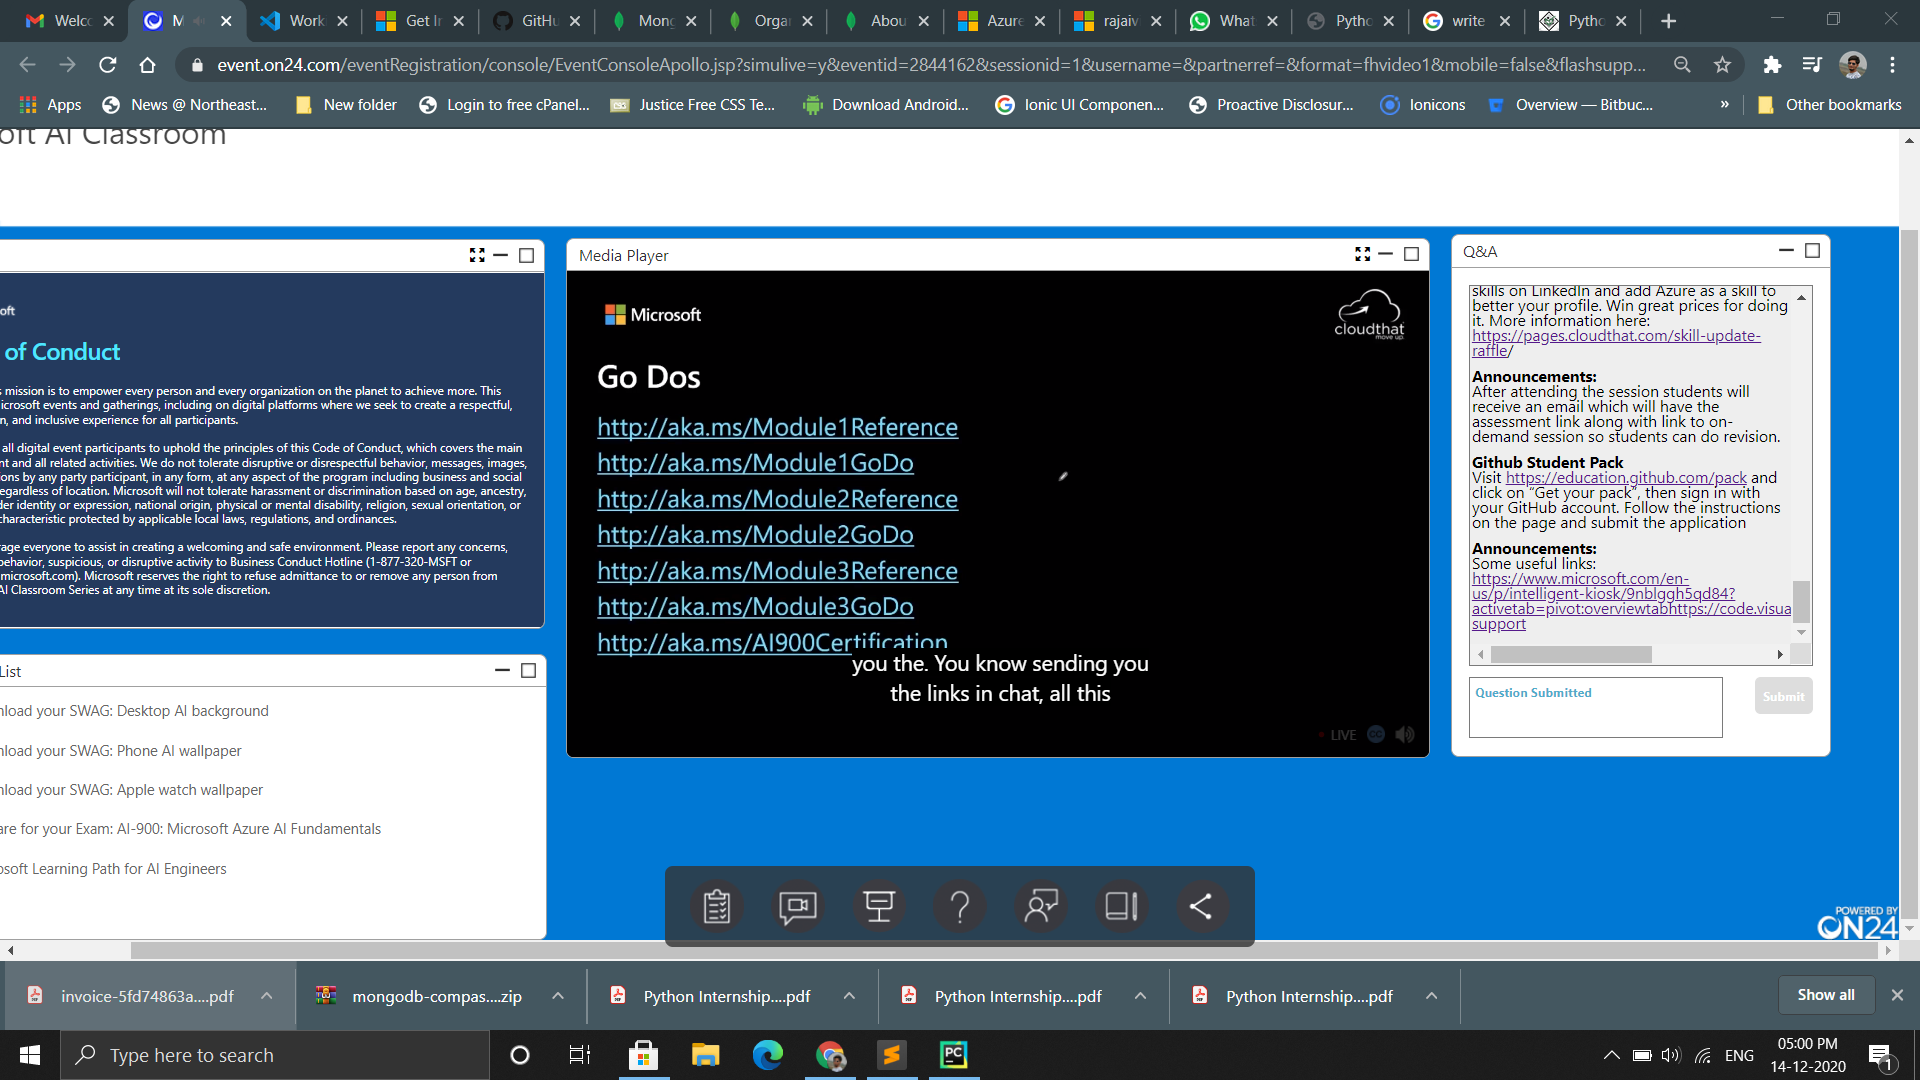 Welco
M
Work
Get In
GitHu
Mong
Orga
Abou
Azure
rajaiv
What
Pytho
write
Pytho
event.on24.com/eventRegistration/console/EventConsoleApollo.jsp?simulive=y&eventid=2844162&sessionid=1&username=&partnerref=&format=fhvideo1&mobile=false&flashsupp...
Apps
News @ Northeast...
New folder
Login to free cPanel...
Justice Free CSS Te...
Download Android...
Ionic UI Componen...
Proactive Disclosur...
Ionicons
Overview — Bitbuc...
»
Other bookmarks
oft AI Classroom
oft
of Conduct
s mission is to empower every person and every organization on the planet to achieve more. This
icrosoft events and gatherings, including on digital platforms where we seek to create a respectful,
n, and inclusive experience for all participants.
all digital event participants to uphold the principles of this Code of Conduct, which covers the main
nt and all related activities. We do not tolerate disruptive or disrespectful behavior, messages, images,
ions by any party participant, in any form, at any aspect of the program including business and social
egardless of location. Microsoft will not tolerate harassment or discrimination based on age, ancestry,
der identity or expression, national origin, physical or mental disability, religion, sexual orientation, or
characteristic protected by applicable local laws, regulations, and ordinances.
rage everyone to assist in creating a welcoming and safe environment. Please report any concerns,
behavior, suspicious, or disruptive activity to Business Conduct Hotline (1-877-320-MSFT or
microsoft.com). Microsoft reserves the right to refuse admittance to or remove any person from
AI Classroom Series at any time at its sole discretion.
List
nload your SWAG: Desktop AI background
nload your SWAG: Phone AI wallpaper
nload your SWAG: Apple watch wallpaper
are for your Exam: AI-900: Microsoft Azure AI Fundamentals
osoft Learning Path for AI Engineers
Media Player
Microsoft
cloudthat
move up.
Go Dos
http://aka.ms/Module1Reference
http://aka.ms/Module1GoDo
http://aka.ms/Module2Reference
http://aka.ms/Module2GoDo
http://aka.ms/Module3Reference
http://aka.ms/Module3GoDo
http://aka.ms/AI900Certification
you the. You know sending you
the links in chat, all this
LIVE
CC
Q&A
skills on LinkedIn and add Azure as a skill to
better your profile. Win great prices for doing
it. More information here:
https://pages.cloudthat.com/skill-update-
raffle/
Announcements:
After attending the session students will
receive an email which will have the
assessment link along with link to on-
demand session so students can do revision.
Github Student Pack
Visit https://education.github.com/pack and
click on "Get your pack", then sign in with
your GitHub account. Follow the instructions
on the page and submit the application
Announcements:
Some useful links:
https://www.microsoft.com/en-
us/p/intelligent-kiosk/9nblggh5qd84?
activetab=pivot:overviewtabhttps://code.visua
support
Question Submitted
Submit
POWERED BY
ON24
invoice-5fd74863a....pdf
mongodb-compas....zip
Python Internship....pdf
Python Internship....pdf
Python Internship....pdf
Show all
Type here to search
PC
ENG
05:00 PM
14-12-2020
1